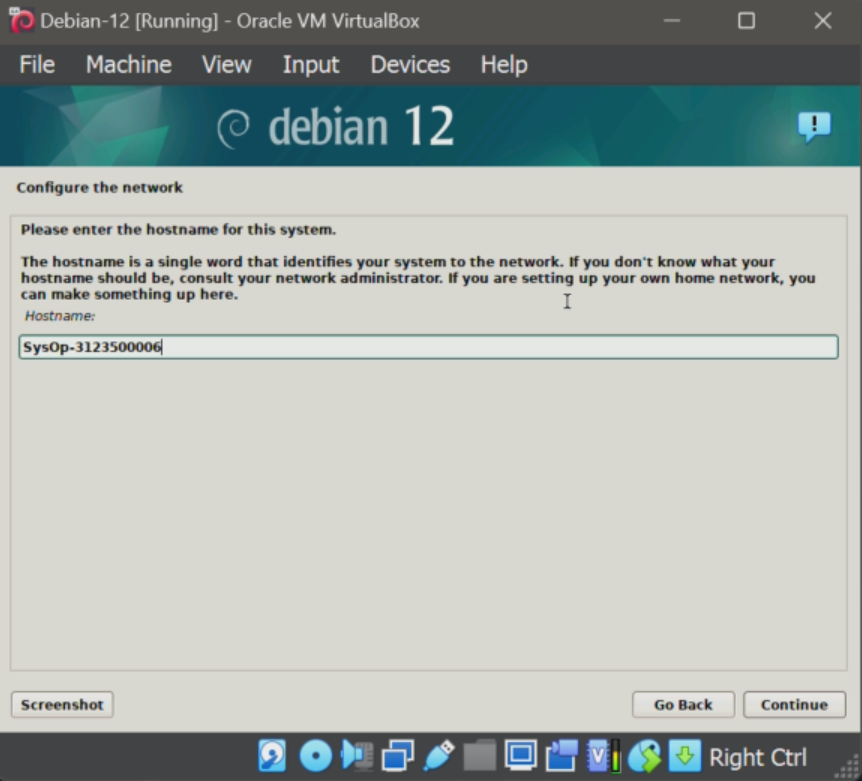 Debian-12 [Running] - Oracle VM VirtualBox
File Machine View Input Devices Help
debian 12
Configure the network
Please enter the hostname for this system.
The hostname is a single word that identifies your system to the network. If you don't know what your
hostname should be, consult your network administrator. If you are setting up your own home network, you
can make something up here.
Hostname:
SysOp-3123500006
Screenshot Go Back Continue
Right Ctrl